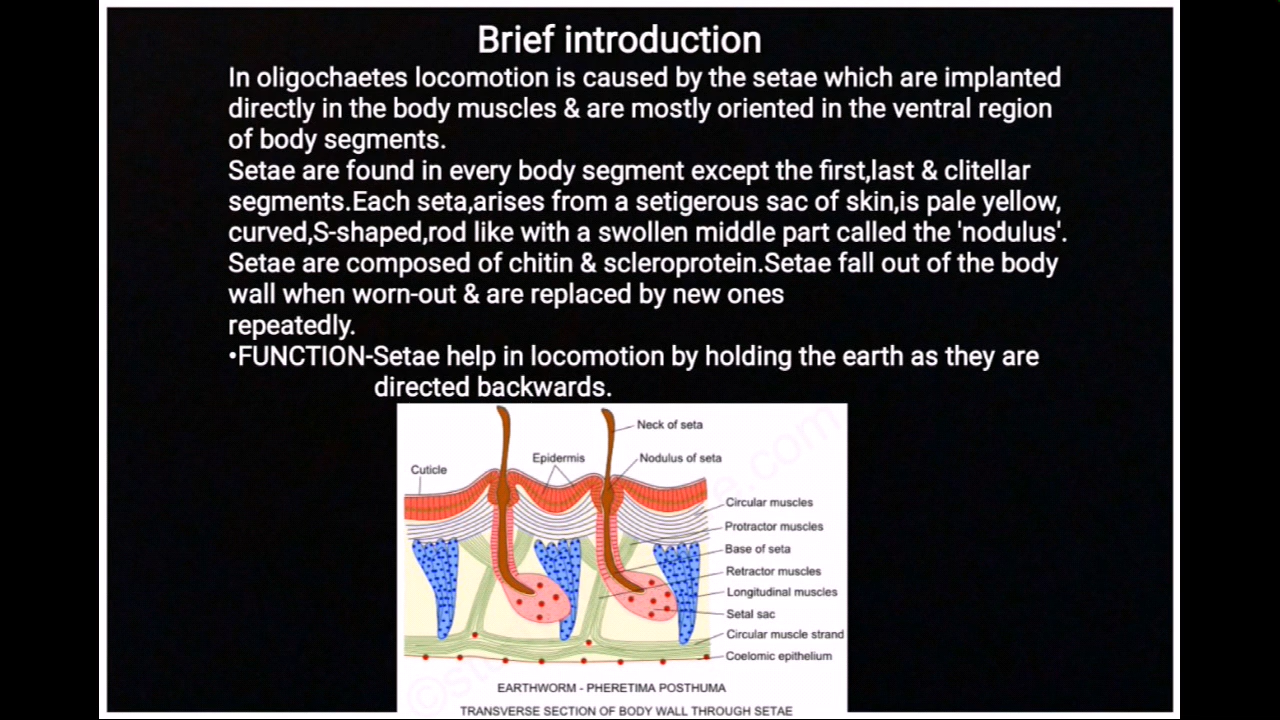 Brief introduction
In oligochaetes locomotion is caused by the setae which are implanted
directly in the body muscles & are mostly oriented in the ventral region
of body segments.
Setae are found in every body segment except the first,last & clitellar
segments.Each seta,arises from a setigerous sac of skin,is pale yellow,
curved,S-shaped,rod like with a swollen middle part called the 'nodulus'.
Setae are composed of chitin & scleroprotein.Setae fall out of the body
wall when worn-out & are replaced by new ones
repeatedly.
•FUNCTION-Setae help in locomotion by holding the earth as they are
directed backwards.
Neck of seta
Epidermis
Nodulus of seta
Cuticle
Circular muscles
Protractor muscles
Base of seta
Retractor muscles
Longitudinal muscles
Setal sac
Circular muscle strand
Coelomic epithelium
EARTHWORM - PHERETIMA POSTHUMA
TRANSVERSE SECTION OF BODY WALL THROUGH SETAE